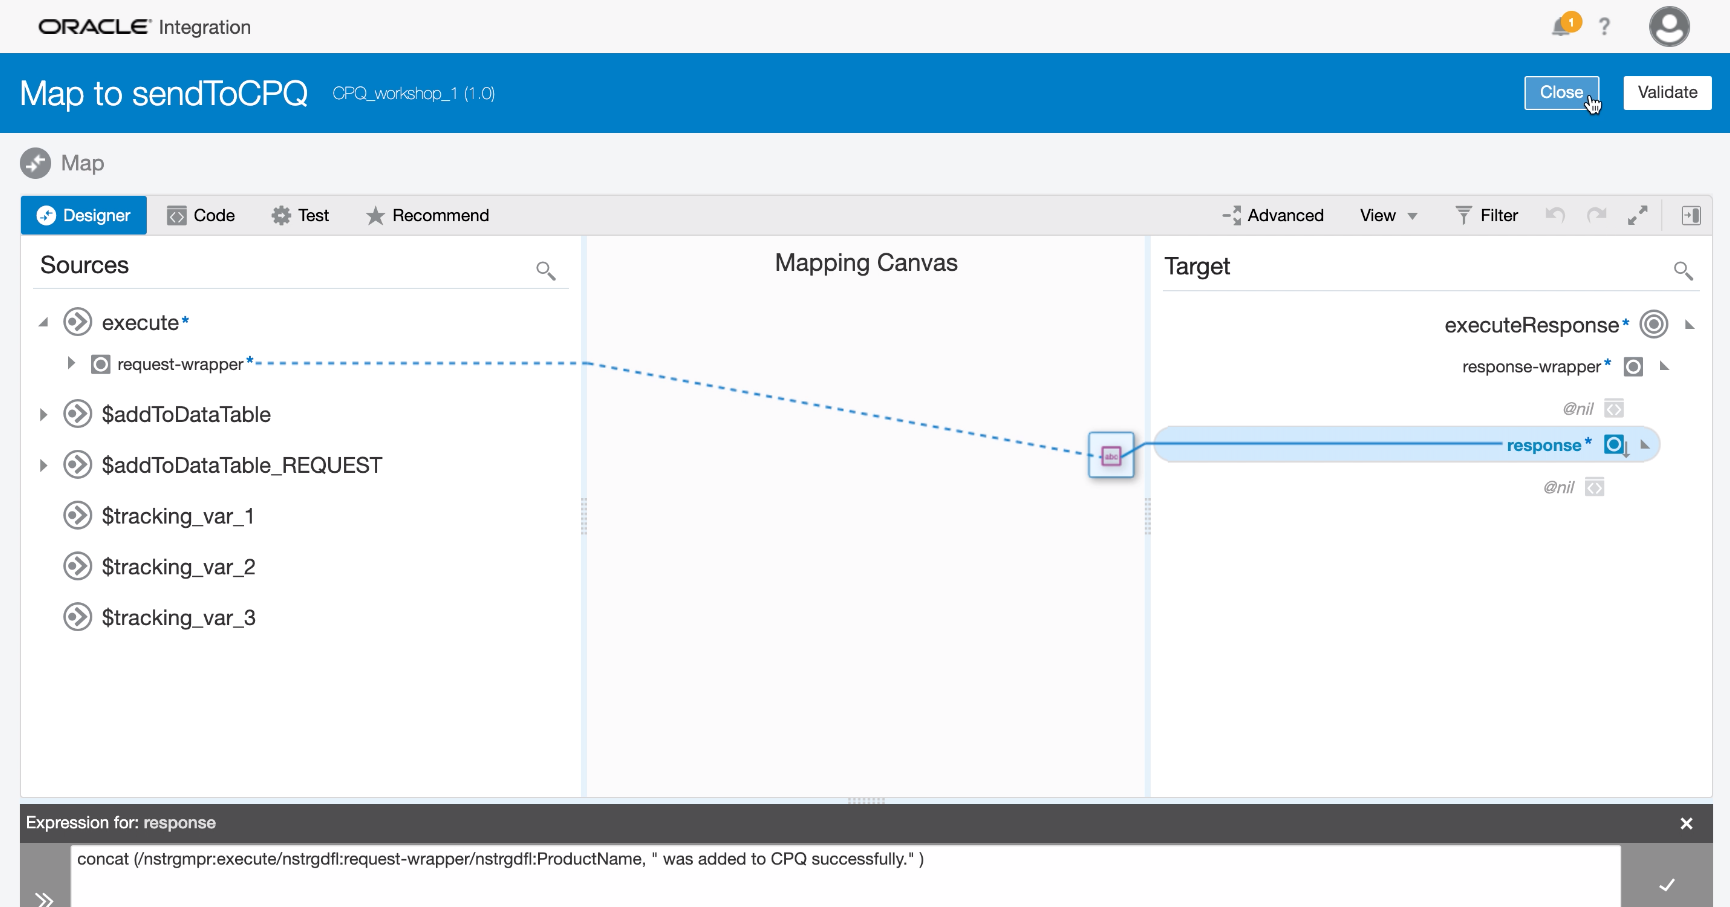 ORACLE Integration
1
?
Map to sendToCPQ
CPQ_workshop_1 (1.0)
Close
Validate
Map
Designer
Code
Test
Recommend
Advanced
View
Filter
Sources
Mapping Canvas
Target
execute*
executeResponse*
request-wrapper*
response-wrapper*
@nil
$addToDataTable
abc
response*
$addToDataTable_REQUEST
@nil
$tracking_var_1
$tracking_var_2
$tracking_var_3
Expression for: response
concat (/nstrgmpr:execute/nstrgdfl:request-wrapper/nstrgdfl:ProductName, " was added to CPQ successfully." )